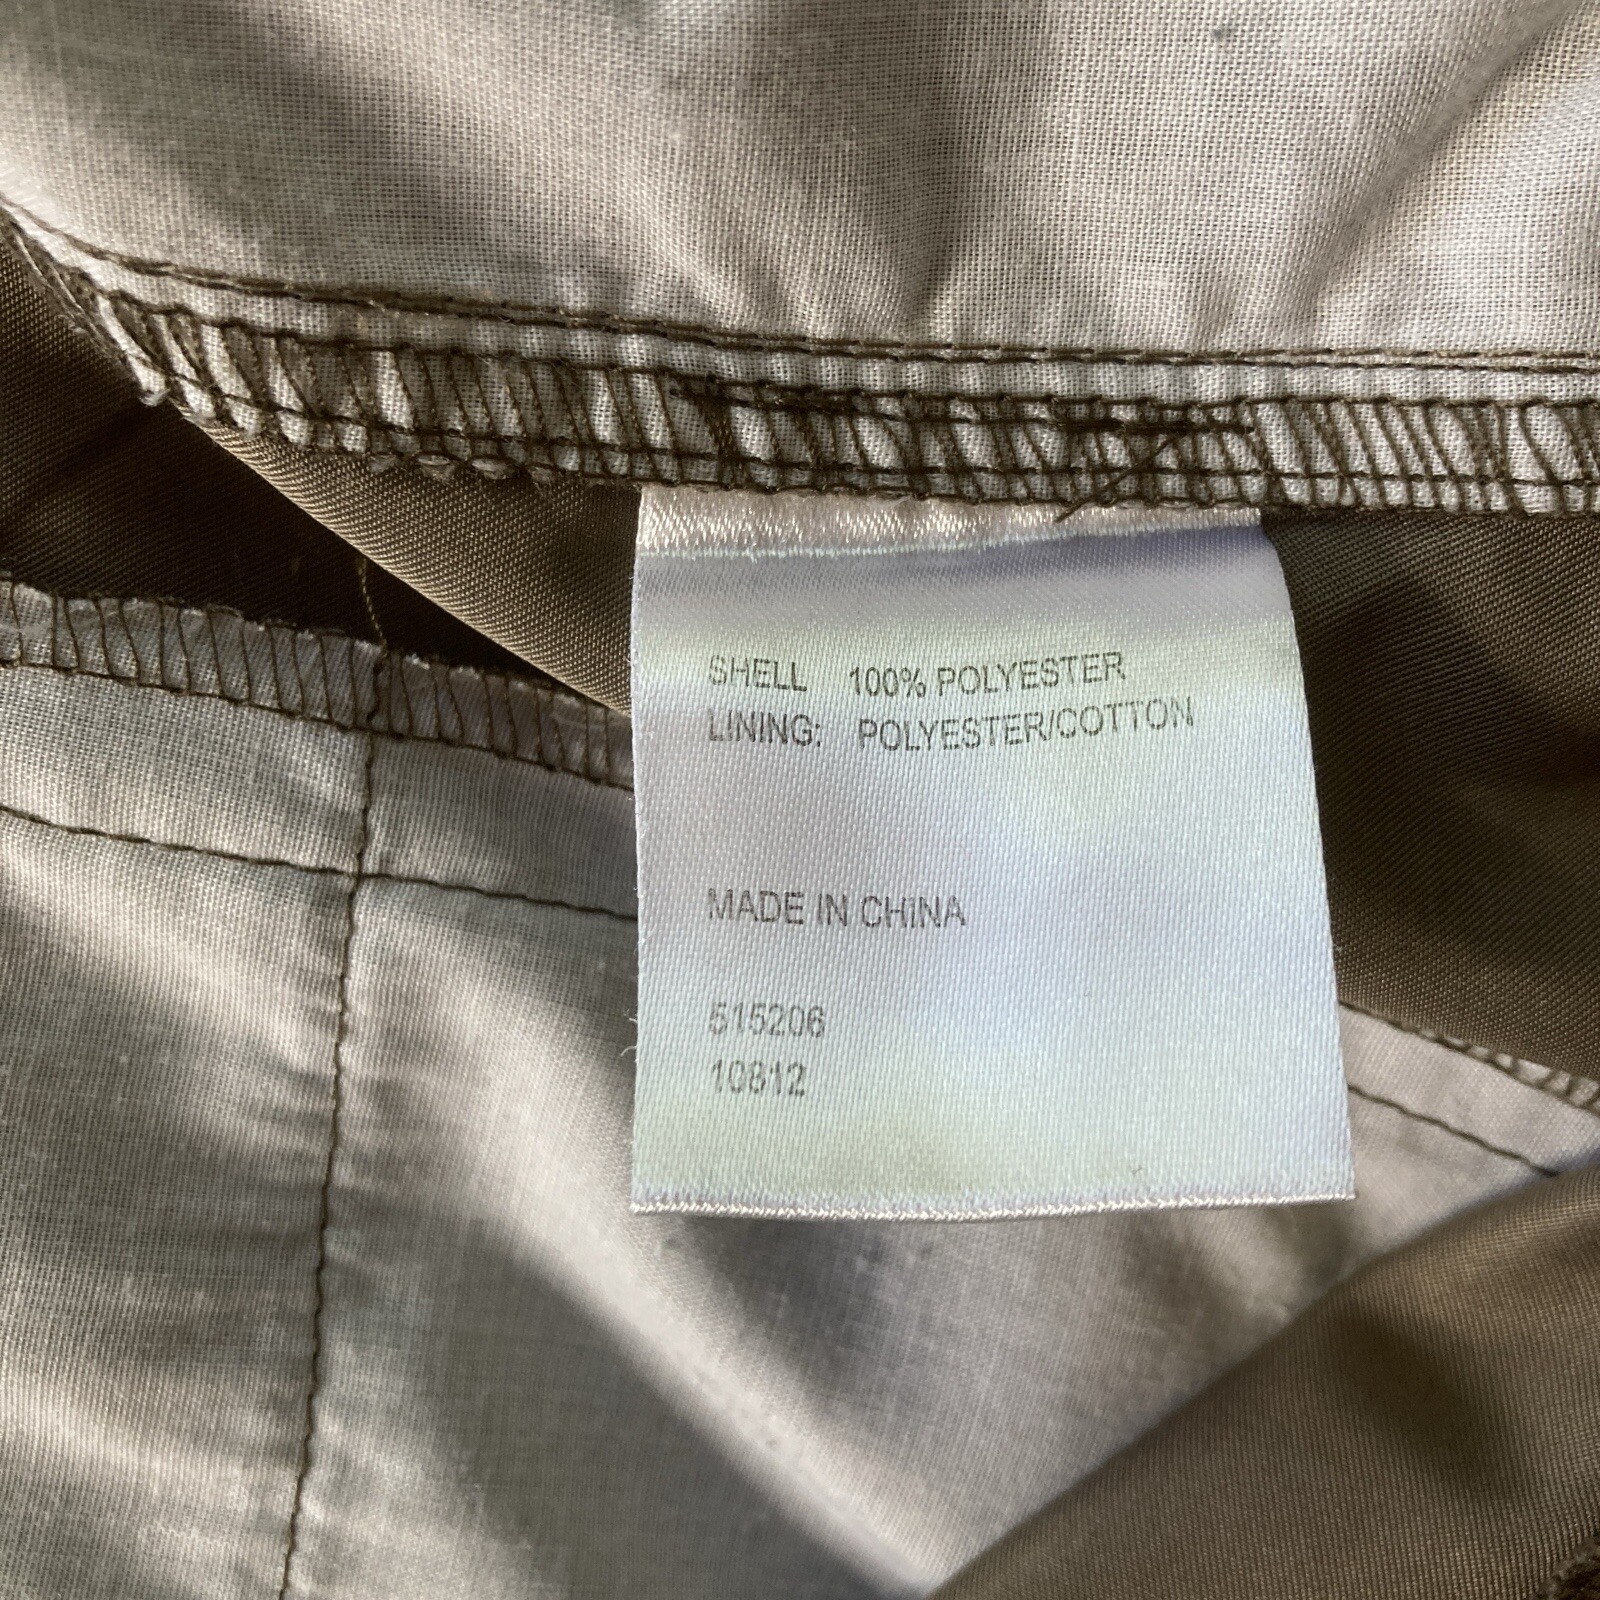 SHELL 100% POLYESTER
LINING: POLYESTER/COTTON
MADE IN CHINA
515206
10812